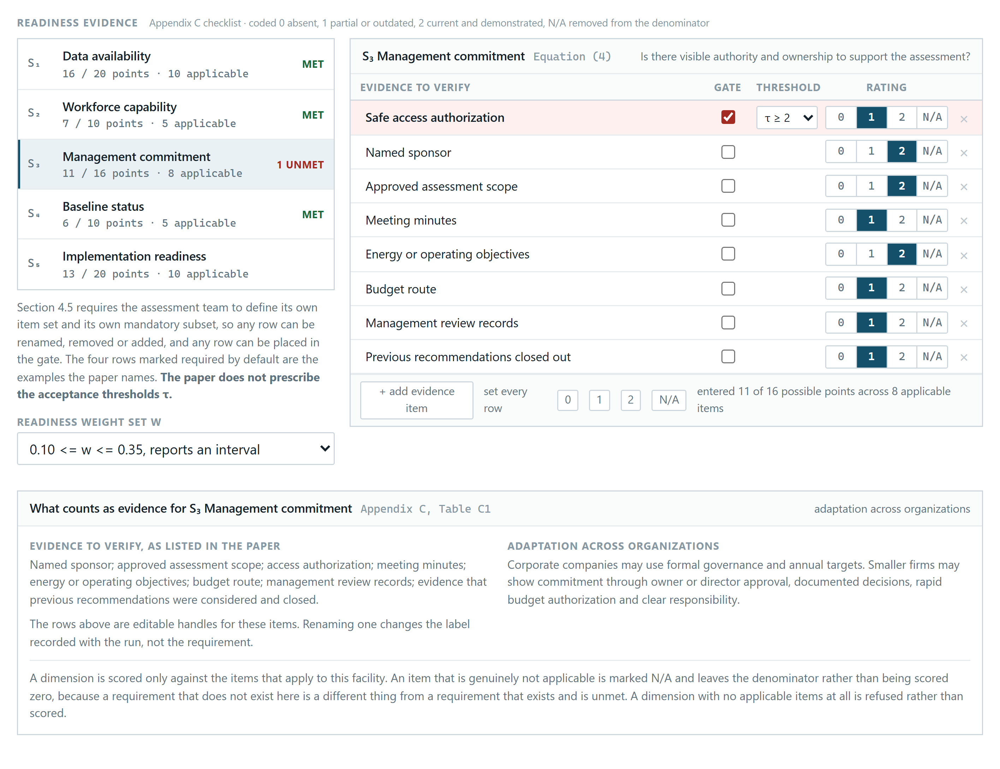 READINESS EVIDENCE Appendix C checklist · coded 0 absent, 1 partial or outdated, 2 current and demonstrated, N/A removed from the denominator
S₁ Data availability MET
16 / 20 points · 10 applicable
S₂ Workforce capability MET
7 / 10 points · 5 applicable
S₃ Management commitment 1 UNMET
11 / 16 points · 8 applicable
S₄ Baseline status MET
6 / 10 points · 5 applicable
S₅ Implementation readiness
13 / 20 points · 10 applicable
Section 4.5 requires the assessment team to define its own
item set and its own mandatory subset, so any row can be
renamed, removed or added, and any row can be placed in
the gate. The four rows marked required by default are the
examples the paper names. The paper does not prescribe
the acceptance thresholds τ.
READINESS WEIGHT SET W
0.10 <= w <= 0.35, reports an interval
S₃ Management commitment Equation (4) Is there visible authority and ownership to support the assessment?
EVIDENCE TO VERIFY GATE THRESHOLD RATING
Safe access authorization τ ≥ 2 0 1 2 N/A ×
Named sponsor 0 1 2 N/A ×
Approved assessment scope 0 1 2 N/A ×
Meeting minutes 0 1 2 N/A ×
Energy or operating objectives 0 1 2 N/A ×
Budget route 0 1 2 N/A ×
Management review records 0 1 2 N/A ×
Previous recommendations closed out 0 1 2 N/A ×
+ add evidence item set every row 0 1 2 N/A entered 11 of 16 possible points across 8 applicable items
What counts as evidence for S₃ Management commitment Appendix C, Table C1 adaptation across organizations
EVIDENCE TO VERIFY, AS LISTED IN THE PAPER
Named sponsor; approved assessment scope; access authorization; meeting minutes;
energy or operating objectives; budget route; management review records; evidence that
previous recommendations were considered and closed.
The rows above are editable handles for these items. Renaming one changes the label
recorded with the run, not the requirement.
ADAPTATION ACROSS ORGANIZATIONS
Corporate companies may use formal governance and annual targets. Smaller firms may
show commitment through owner or director approval, documented decisions, rapid
budget authorization and clear responsibility.
A dimension is scored only against the items that apply to this facility. An item that is genuinely not applicable is marked N/A and leaves the denominator rather than being scored
zero, because a requirement that does not exist here is a different thing from a requirement that exists and is unmet. A dimension with no applicable items at all is refused rather than
scored.